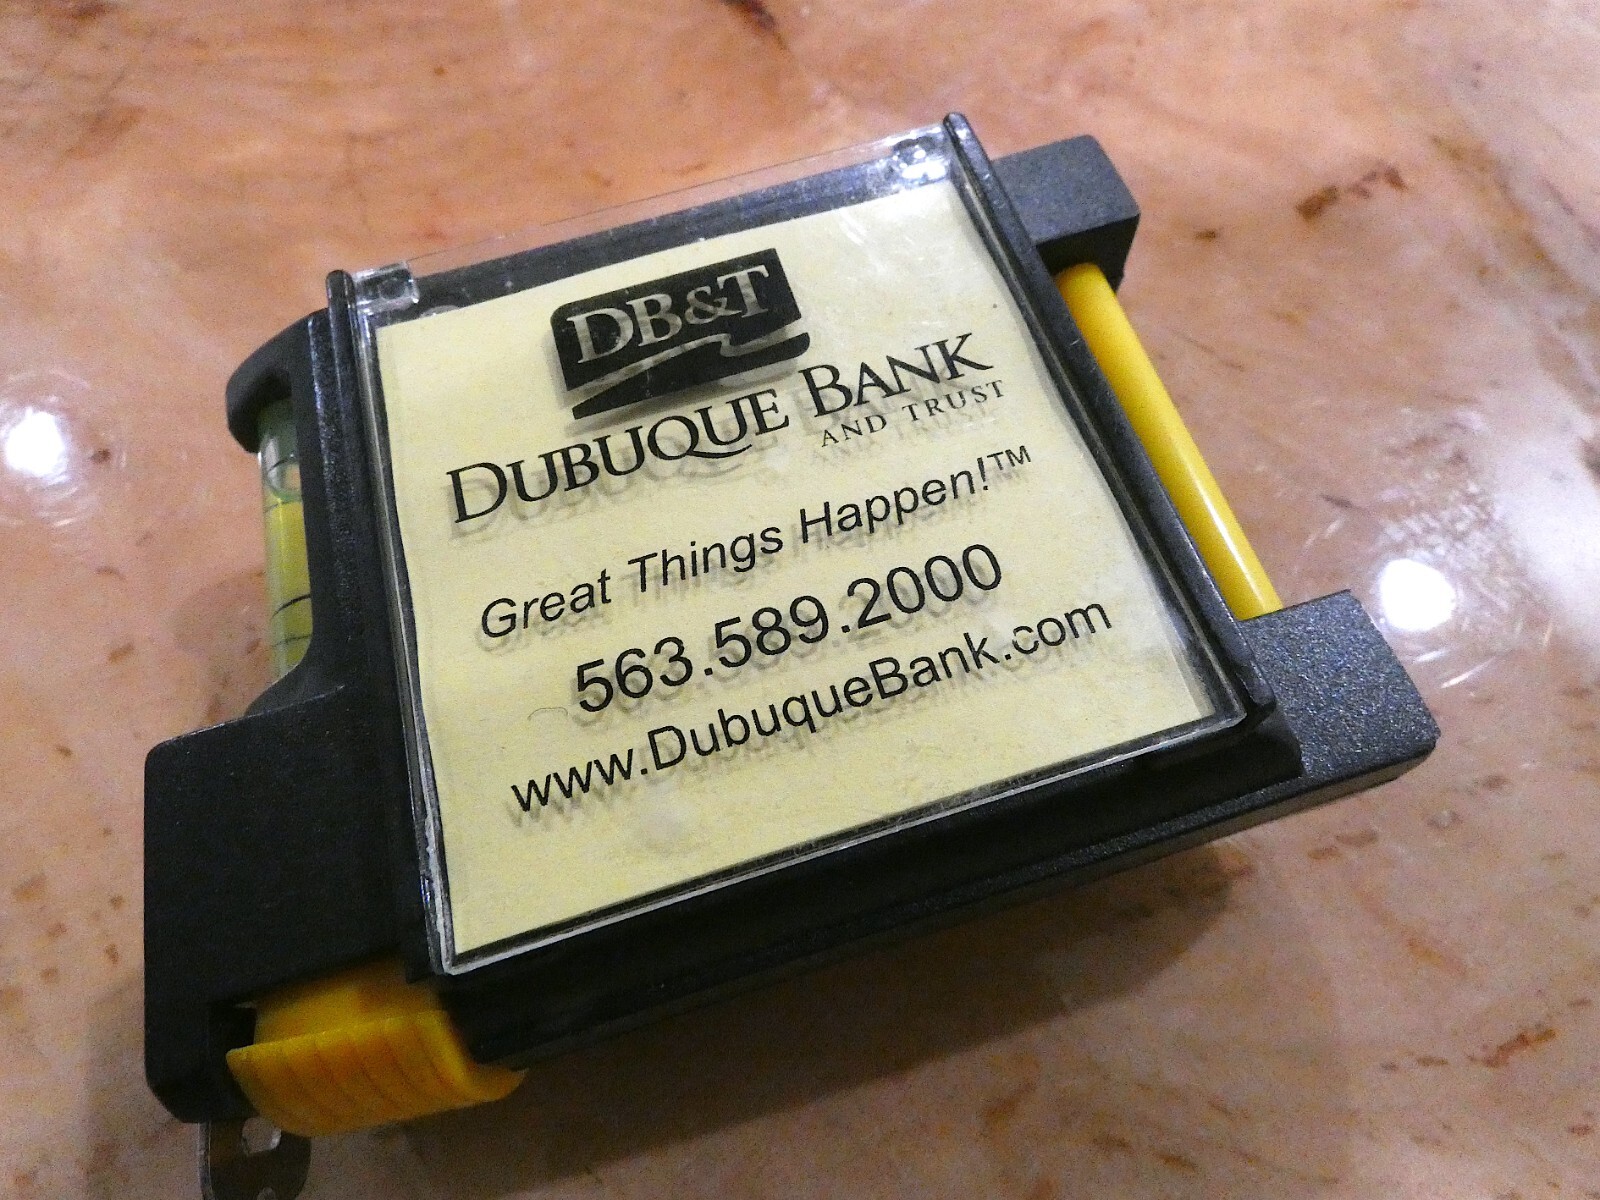 DB&T
DUBUQUE BANK
AND TRUST
Great Things Happen!™
563.589.2000
www.DubuqueBank.com